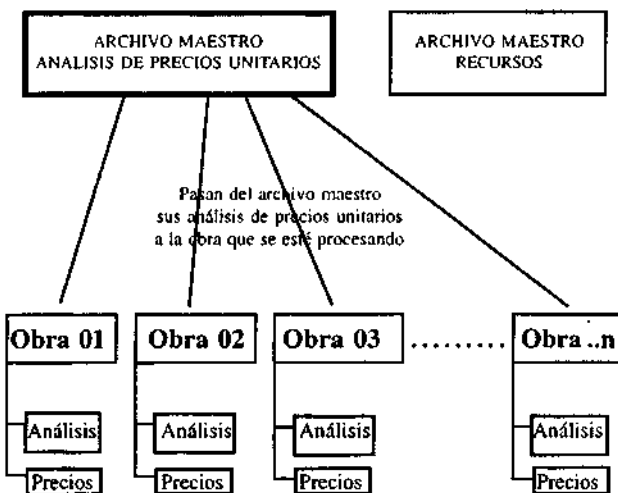 ARCHIVO MAESTRO
ANALISIS DE PRECIOS UNITARIOS
ARCHIVO MAESTRO
RECURSOS
Pasan del archivo maestro
sus análisis de precios unitarios
a la obra que se esté procesando
Obra 01
Obra 02
Obra 03
.........
Obra ..n
Análisis
Análisis
Análisis
Análisis
Precios
Precios
Precios
Precios